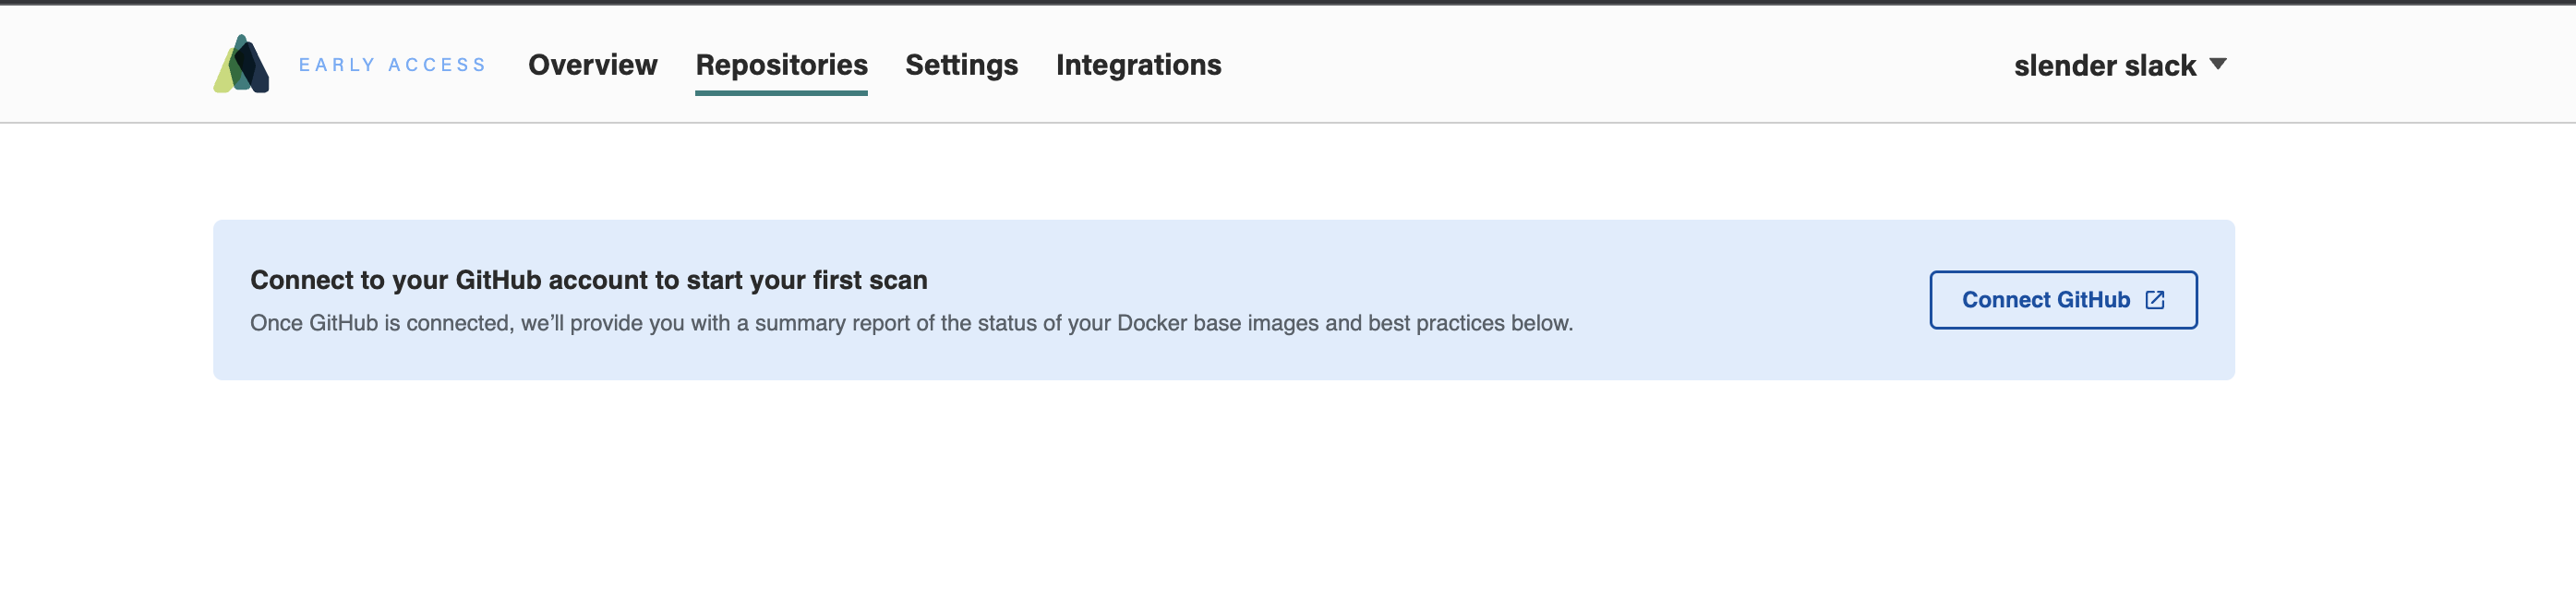 EARLY ACCESS Overview Repositories Settings Integrations slender slack
Connect to your GitHub account to start your first scan
Once GitHub is connected, we’ll provide you with a summary report of the status of your Docker base images and best practices below.
Connect GitHub